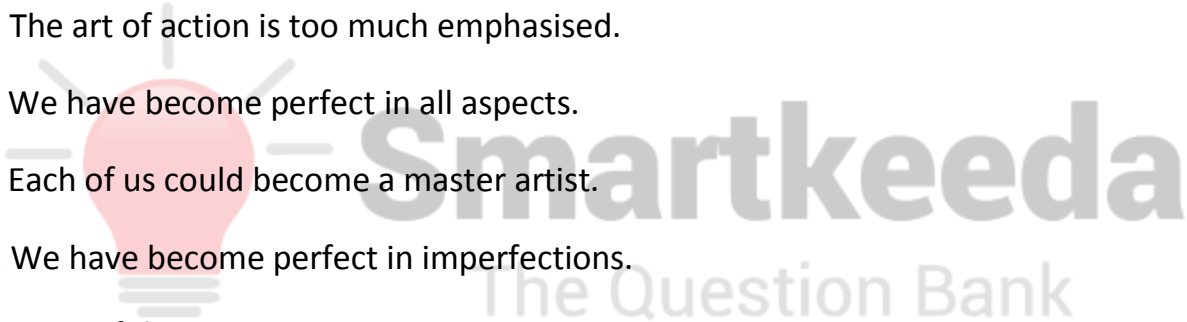 The art of action is too much emphasised.
We have become perfect in all aspects.
Smartkeeda
Each of us could become a master artist.
We have become perfect in imperfections.
The Question Bank